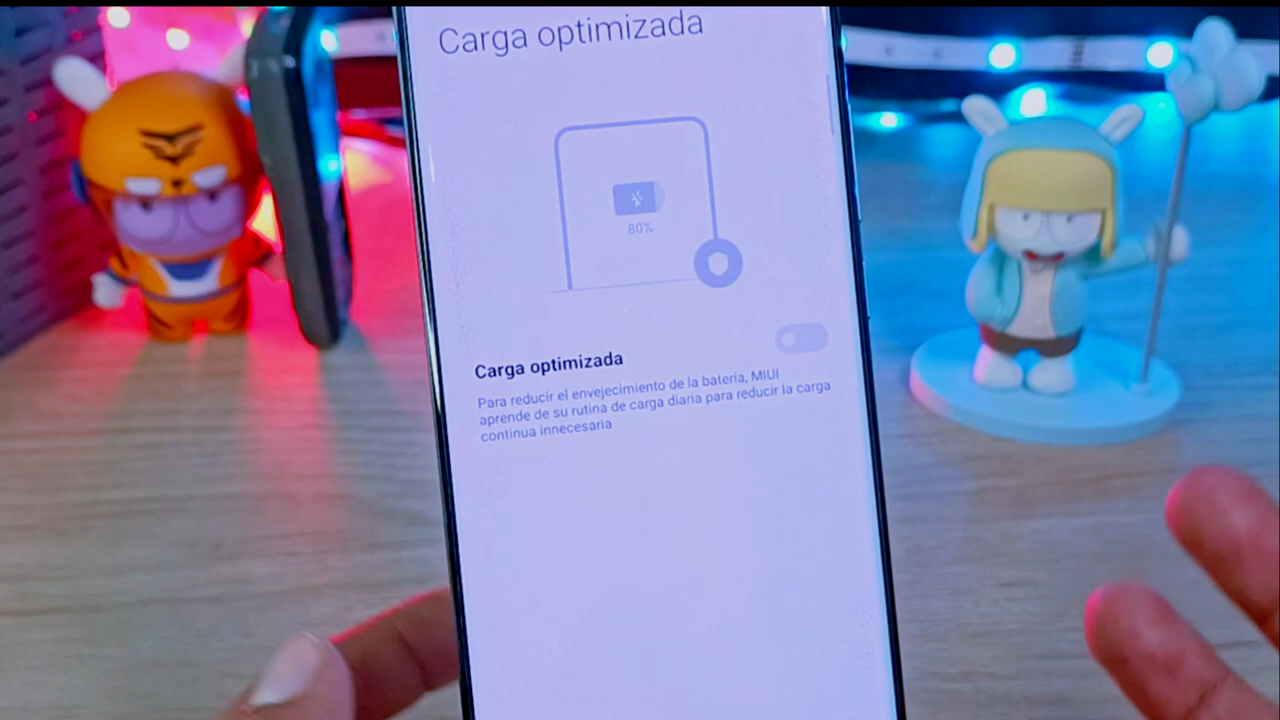 Carga optimizada
80%
Carga optimizada
Para reducir el envejecimiento de la batería, MIUI
aprende de su rutina de carga diaria para reducir la carga
continua innecesaria